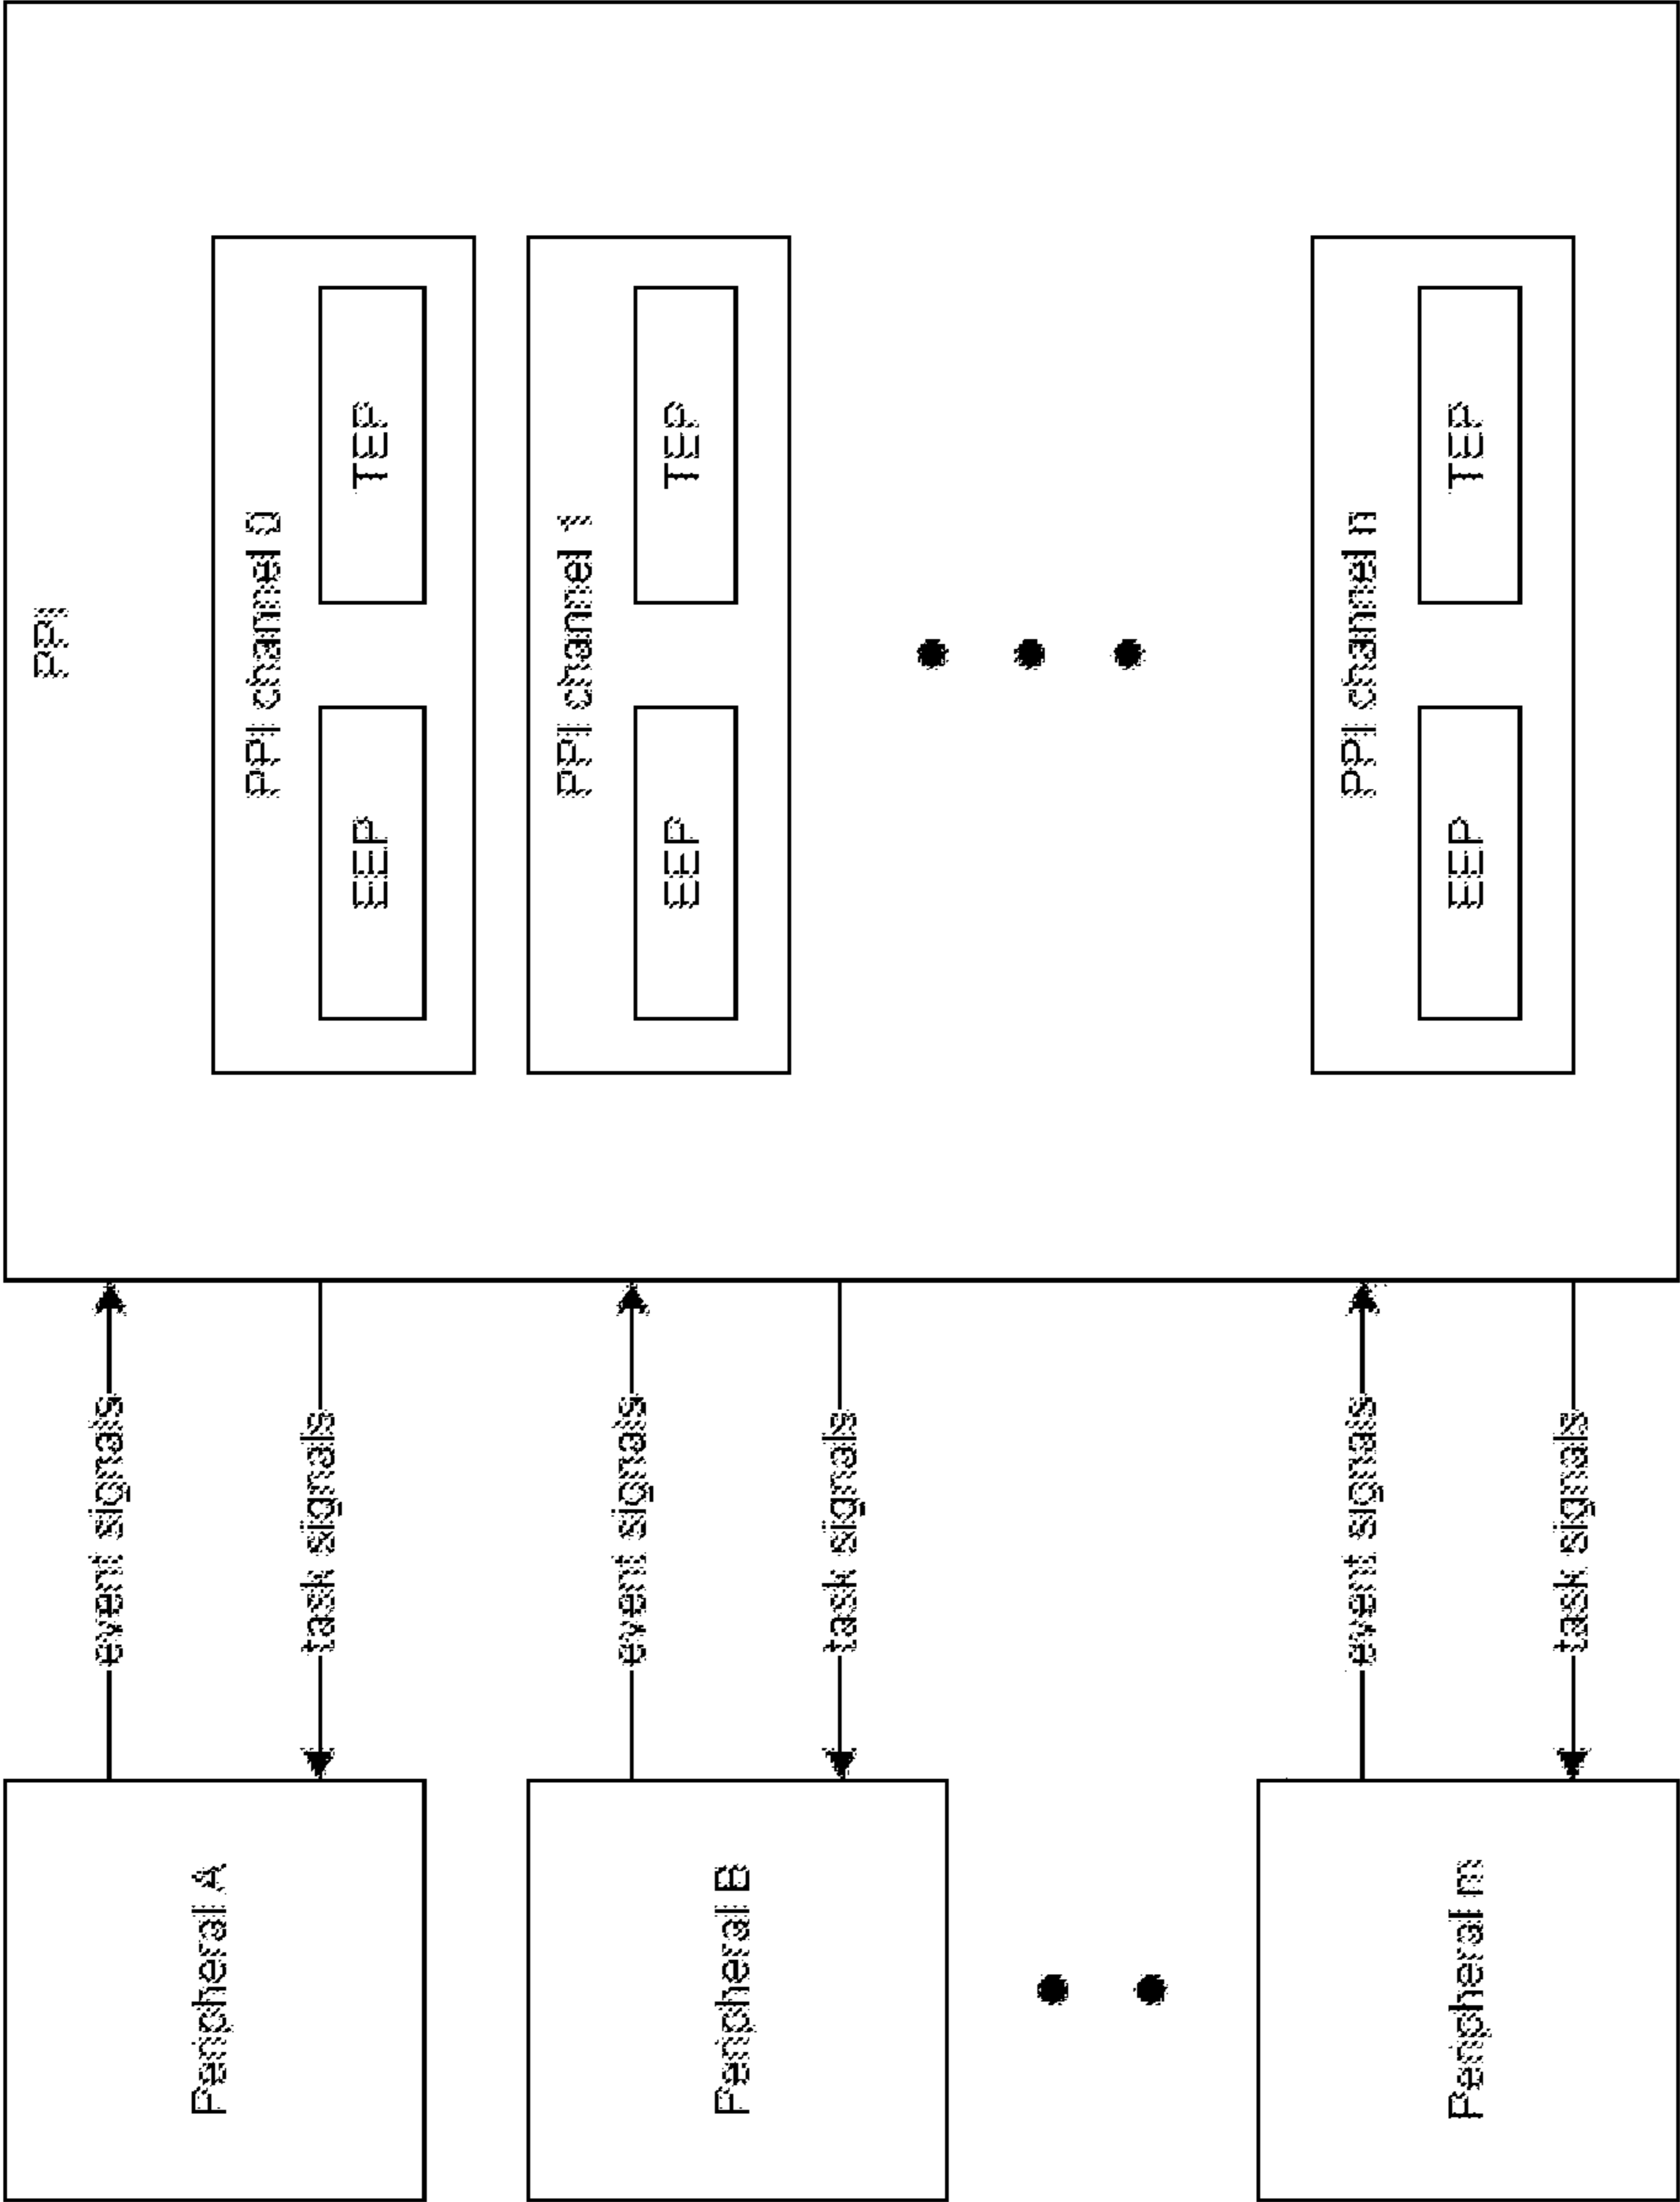 PPI
Peripheral A
event signals
task signals
PPI channel 0
EEP
TEP
Peripheral B
event signals
task signals
PPI channel 1
EEP
TEP
Peripheral m
event signals
task signals
PPI channel n
EEP
TEP